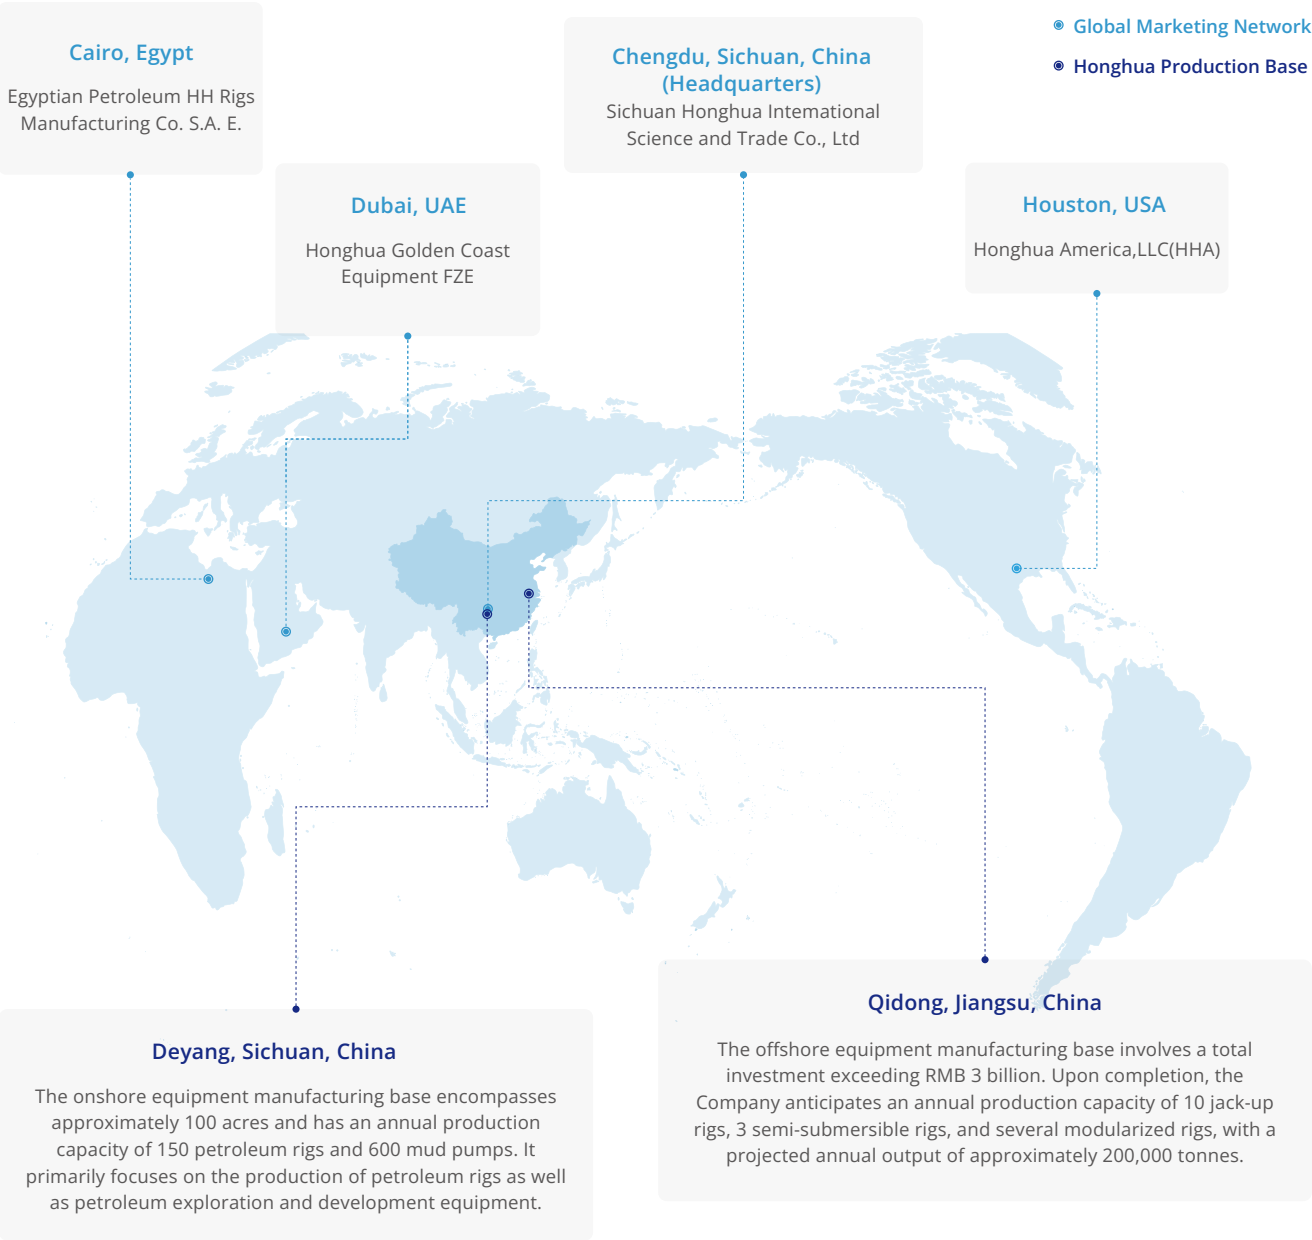 Global Marketing Network
Honghua Production Base
Cairo, Egypt
Egyptian Petroleum HH Rigs
Manufacturing Co. S.A. E.
Chengdu, Sichuan, China
(Headquarters)
Sichuan Honghua Intemational
Science and Trade Co., Ltd
Dubai, UAE
Honghua Golden Coast
Equipment FZE
Houston, USA
Honghua America,LLC(HHA)
Deyang, Sichuan, China
The onshore equipment manufacturing base encompasses
approximately 100 acres and has an annual production
capacity of 150 petroleum rigs and 600 mud pumps. It
primarily focuses on the production of petroleum rigs as well
as petroleum exploration and development equipment.
Qidong, Jiangsu, China
The offshore equipment manufacturing base involves a total
investment exceeding RMB 3 billion. Upon completion, the
Company anticipates an annual production capacity of 10 jack-up
rigs, 3 semi-submersible rigs, and several modularized rigs, with a
projected annual output of approximately 200,000 tonnes.